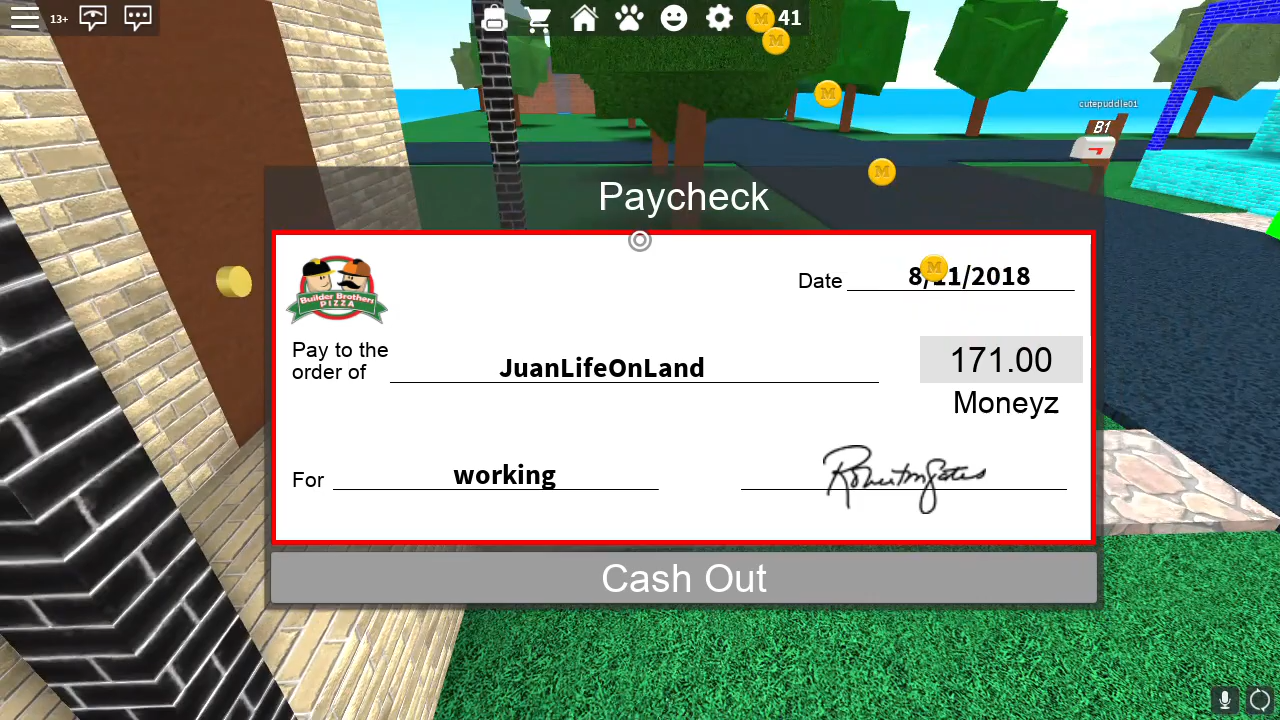 13+
41
cutepuddle01
B1
Paycheck
Builder Brothers
PIZZA
Date 8/21/2018
Pay to the
order of JuanLifeOnLand
171.00
Moneyz
For working
Cash Out